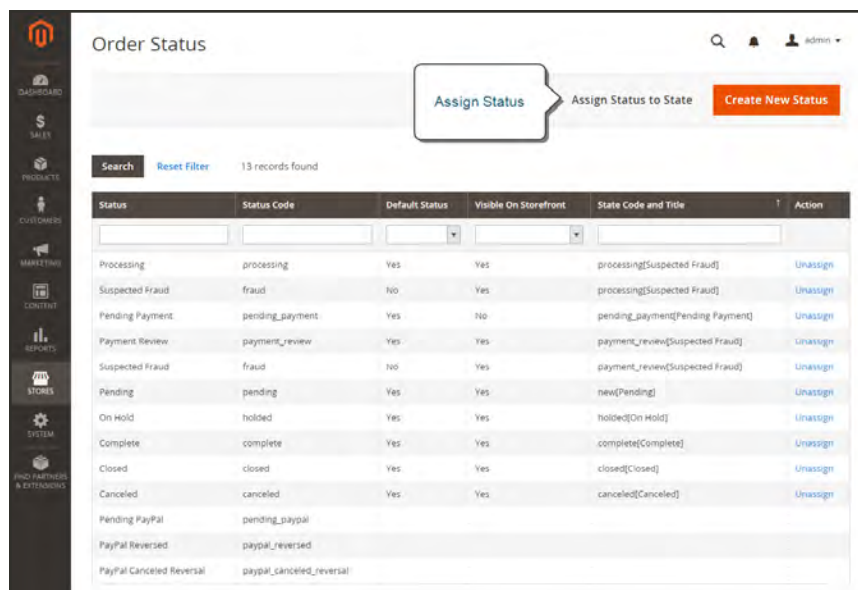 Order Status
admin
Assign Status
Assign Status to State
Create New Status
Search Reset Filter 13 records found
Status Status Code Default Status Visible On Storefront State Code and Title ↑ Action
Processing processing Yes Yes processing[Suspected Fraud] Unassign
Suspected Fraud fraud No Yes processing[Suspected Fraud] Unassign
Pending Payment pending_payment Yes No pending_payment[Pending Payment] Unassign
Payment Review payment_review Yes Yes payment_review[Suspected Fraud] Unassign
Suspected Fraud fraud No Yes payment_review[Suspected Fraud] Unassign
Pending pending Yes Yes new[Pending] Unassign
On Hold holded Yes Yes holded[On Hold] Unassign
Complete complete Yes Yes complete[Complete] Unassign
Closed closed Yes Yes closed[Closed] Unassign
Canceled canceled Yes Yes canceled[Canceled] Unassign
Pending PayPal pending_paypal
PayPal Reversed paypal_reversed
PayPal Canceled Reversal paypal_canceled_reversal
DASHBOARD
SALES
PRODUCTS
CUSTOMERS
MARKETING
CONTENT
REPORTS
STORES
SYSTEM
FIND PARTNERS
& EXTENSIONS